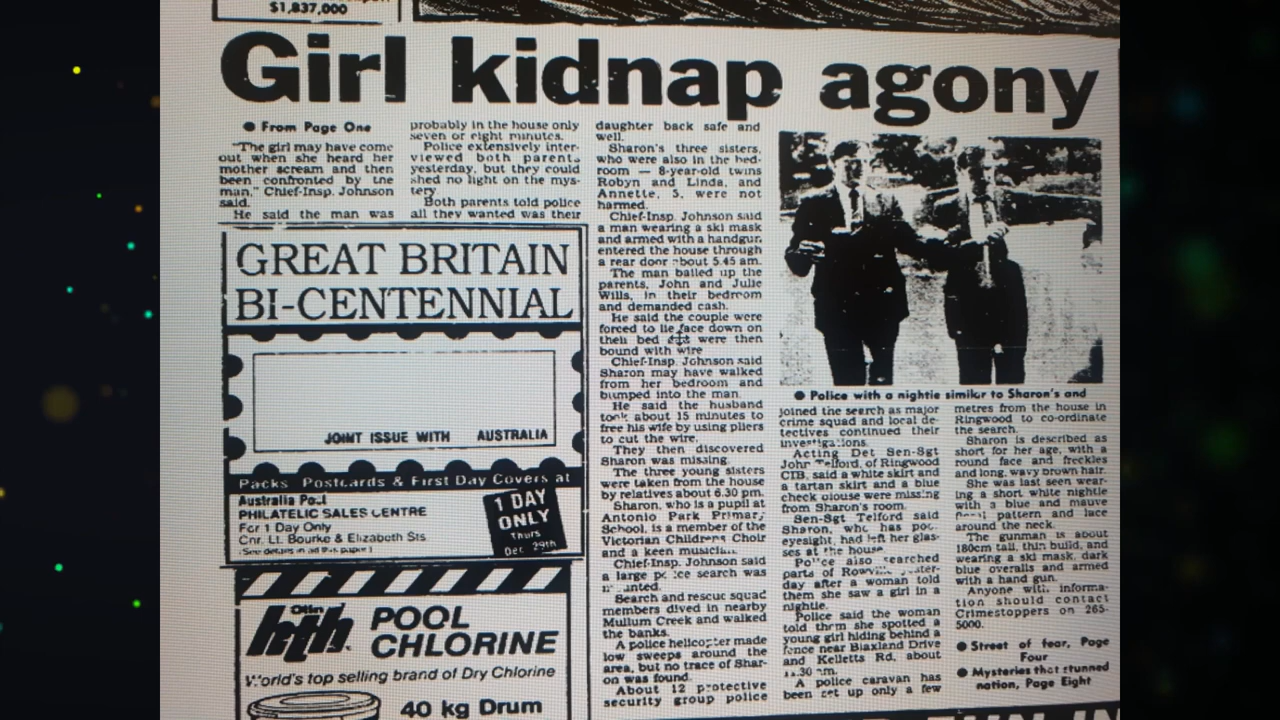 $1,837,000
Girl kidnap agony
● From Page One
"The girl may have come
out when she heard her
mother scream and then
been confronted by the
man," Chief-Insp. Johnson
said.
He said the man was
probably in the house only
seven or eight minutes.
Police extensively inter-
viewed both parents
yesterday, but they could
shed no light on the mys-
tery.
Both parents told police
all they wanted was their
daughter back safe and
well.
Sharon's three sisters,
who were also in the bed-
room — 8-year-old twins
Robyn and Linda, and
Annette, 5, were not
harmed.
Chief-Insp. Johnson said
a man wearing a ski mask
and armed with a handgun,
entered the house through
a rear door about 5.45 am.
The man bailed up the
parents, John and Julie
Wills, in their bedroom
and demanded cash.
He said the couple were
forced to lie face down on
their bed were then
bound with wire
Chief-Insp. Johnson said
Sharon may have walked
from her bedroom and
bumped into the man.
He said the husband
took about 15 minutes to
free his wife by using pliers
to cut the wire.
They then discovered
Sharon was missing.
The three young sisters
were taken from the house
by relatives about 6.30 pm.
Sharon, who is a pupil at
Antonio Park Primary
School, is a member of the
Victorian Childrens Choir
and a keen musician.
Chief-Insp. Johnson said
a large police search was
mounted.
Search and rescue squad
members dived in nearby
Mullum Creek and walked
the banks.
A police helicopter made
low sweeps around the
area, but no trace of Shar-
on was found.
About 12 protective
security group police
● Police with a nightie similar to Sharon's and
joined the search as major
crime squad and local de-
tectives continued their
investigations.
Acting Det Sen-Sgt
John Telford, of Ringwood
CIB, said a white skirt and
a tartan skirt and a blue
check blouse were missing
from Sharon's room.
Sen-Sgt Telford said
Sharon, who has poor
eyesight, had left her glas-
ses at the house.
Police also searched
parts of Rowville yester-
day after a woman told
them she saw a girl in a
nightie.
Police said the woman
told them she spotted a
young girl hiding behind a
fence near Blaxland Drive
and Kelletts Rd, about
11.30 am.
A police caravan has
been set up only a few
metres from the house in
Ringwood to co-ordinate
the search.
Sharon is described as
short for her age, with a
round face and freckles
and long, wavy brown hair.
She was last seen wear-
ing a short white nightie
with a blue and mauve
floral pattern and lace
around the neck.
The gunman is about
180cm tall, thin build, and
wearing a ski mask, dark
blue overalls and armed
with a hand gun.
Anyone with informa-
tion should contact
Crimestoppers on 265-
5000.
● Street of fear, Page
Four
● Mysteries that stunned
nation, Page Eight
GREAT BRITAIN
BI-CENTENNIAL
JOINT ISSUE WITH AUSTRALIA
Packs Postcards & First Day Covers at
Australia Post
PHILATELIC SALES CENTRE
For 1 Day Only
Cnr. Lt. Bourke & Elizabeth Sts
(See details in ad this paper)
1 DAY
ONLY
Thurs
Dec 29th
Olin
hth
POOL
CHLORINE
World's top selling brand of Dry Chlorine
40 kg Drum